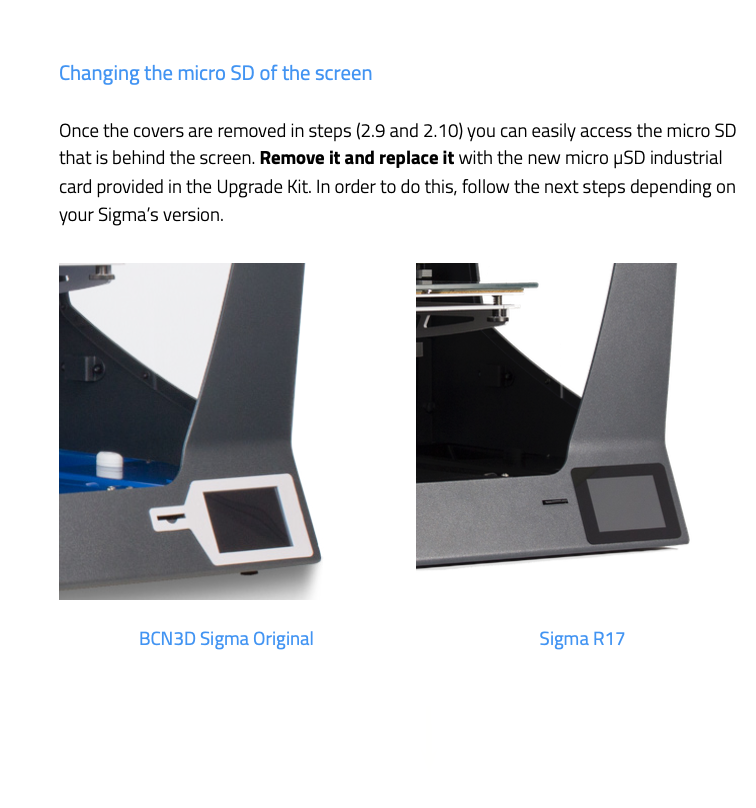 Changing the micro SD of the screen
Once the covers are removed in steps (2.9 and 2.10) you can easily access the micro SD
that is behind the screen. Remove it and replace it with the new micro µSD industrial
card provided in the Upgrade Kit. In order to do this, follow the next steps depending on
your Sigma’s version.
BCN3D Sigma Original
Sigma R17